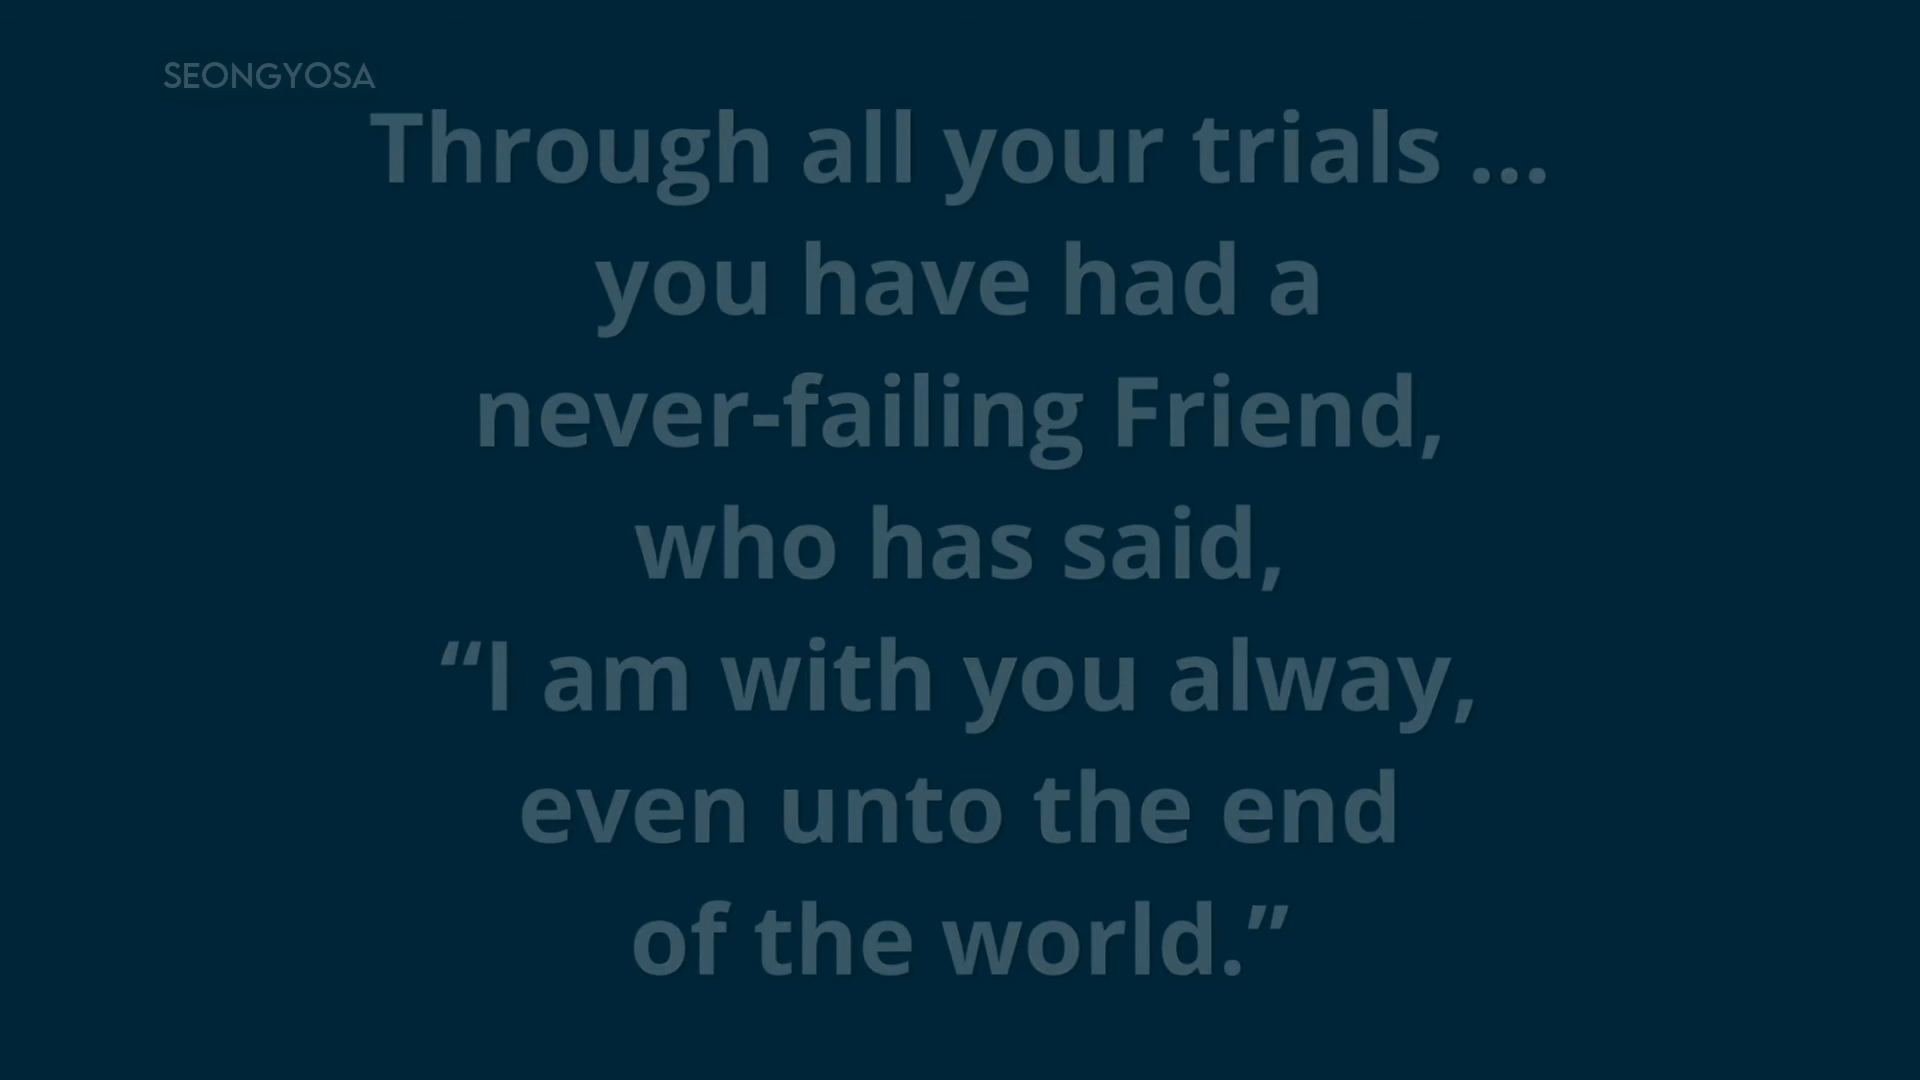 SEONGYOSA
Through all your trials ...
you have had a
never-failing Friend,
who has said,
“I am with you alway,
even unto the end
of the world.”